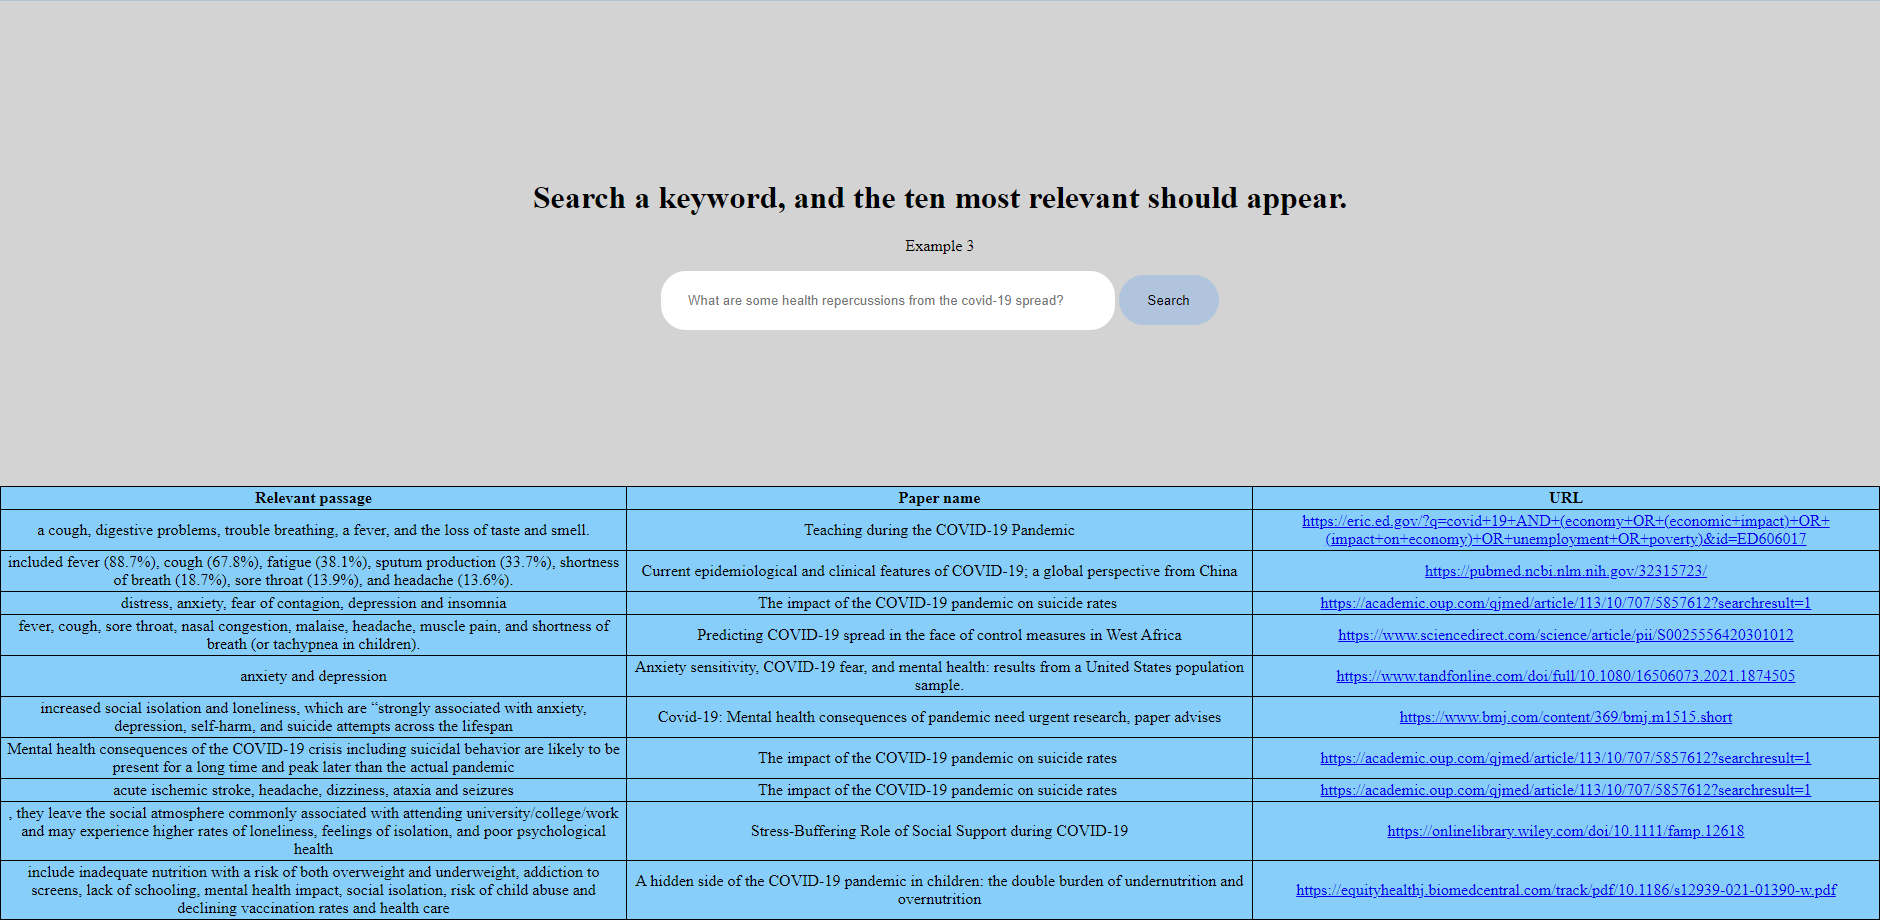 Search a keyword, and the ten most relevant should appear.
Example 3
What are some health repercussions from the covid-19 spread?
Search
Relevant passage
Paper name
URL
a cough, digestive problems, trouble breathing, a fever, and the loss of taste and smell.
Teaching during the COVID-19 Pandemic
https://eric.ed.gov/?q=covid+19+AND+(economy+OR+(economic+impact)+OR+
(impact+on+economy)+OR+unemployment+OR+poverty)&id=ED606017
included fever (88.7%), cough (67.8%), fatigue (38.1%), sputum production (33.7%), shortness
of breath (18.7%), sore throat (13.9%), and headache (13.6%).
Current epidemiological and clinical features of COVID-19; a global perspective from China
https://pubmed.ncbi.nlm.nih.gov/32315723/
distress, anxiety, fear of contagion, depression and insomnia
The impact of the COVID-19 pandemic on suicide rates
https://academic.oup.com/qjmed/article/113/10/707/5857612?searchresult=1
fever, cough, sore throat, nasal congestion, malaise, headache, muscle pain, and shortness of
breath (or tachypnea in children).
Predicting COVID-19 spread in the face of control measures in West Africa
https://www.sciencedirect.com/science/article/pii/S0025556420301012
anxiety and depression
Anxiety sensitivity, COVID-19 fear, and mental health: results from a United States population
sample.
https://www.tandfonline.com/doi/full/10.1080/16506073.2021.1874505
increased social isolation and loneliness, which are “strongly associated with anxiety,
depression, self-harm, and suicide attempts across the lifespan
Covid-19: Mental health consequences of pandemic need urgent research, paper advises
https://www.bmj.com/content/369/bmj.m1515.short
Mental health consequences of the COVID-19 crisis including suicidal behavior are likely to be
present for a long time and peak later than the actual pandemic
The impact of the COVID-19 pandemic on suicide rates
https://academic.oup.com/qjmed/article/113/10/707/5857612?searchresult=1
acute ischemic stroke, headache, dizziness, ataxia and seizures
The impact of the COVID-19 pandemic on suicide rates
https://academic.oup.com/qjmed/article/113/10/707/5857612?searchresult=1
, they leave the social atmosphere commonly associated with attending university/college/work
and may experience higher rates of loneliness, feelings of isolation, and poor psychological
health
Stress-Buffering Role of Social Support during COVID-19
https://onlinelibrary.wiley.com/doi/10.1111/famp.12618
include inadequate nutrition with a risk of both overweight and underweight, addiction to
screens, lack of schooling, mental health impact, social isolation, risk of child abuse and
declining vaccination rates and health care
A hidden side of the COVID-19 pandemic in children: the double burden of undernutrition and
overnutrition
https://equityhealthj.biomedcentral.com/track/pdf/10.1186/s12939-021-01390-w.pdf